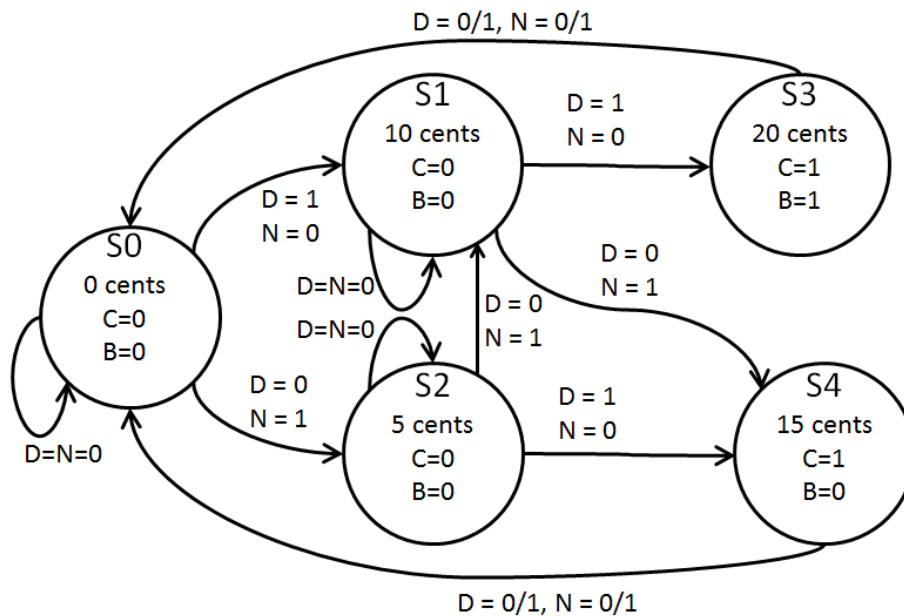 D = 0/1, N = 0/1
S1
10 cents
C=0
B=0
D = 1
N = 0
S3
20 cents
C=1
B=1
D = 1
N = 0
S0
0 cents
C=0
B=0
D=N=0
D = 0
N = 1
D=N=0
D=N=0
D = 0
N = 1
D = 0
N = 1
S2
5 cents
C=0
B=0
D = 1
N = 0
S4
15 cents
C=1
B=0
D = 0/1, N = 0/1